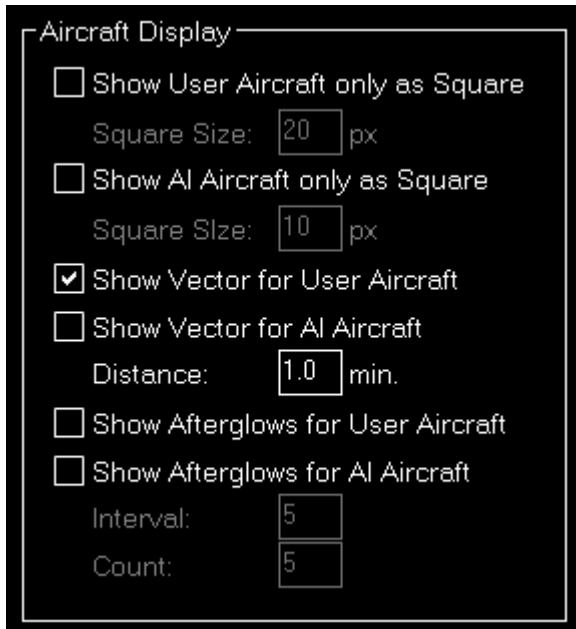 Aircraft Display
Show User Aircraft only as Square
Square Size: 20 px
Show AI Aircraft only as Square
Square SIze: 10 px
Show Vector for User Aircraft
Show Vector for AI Aircraft
Distance: 1.0 min.
Show Afterglows for User Aircraft
Show Afterglows for AI Aircraft
Interval: 5
Count: 5